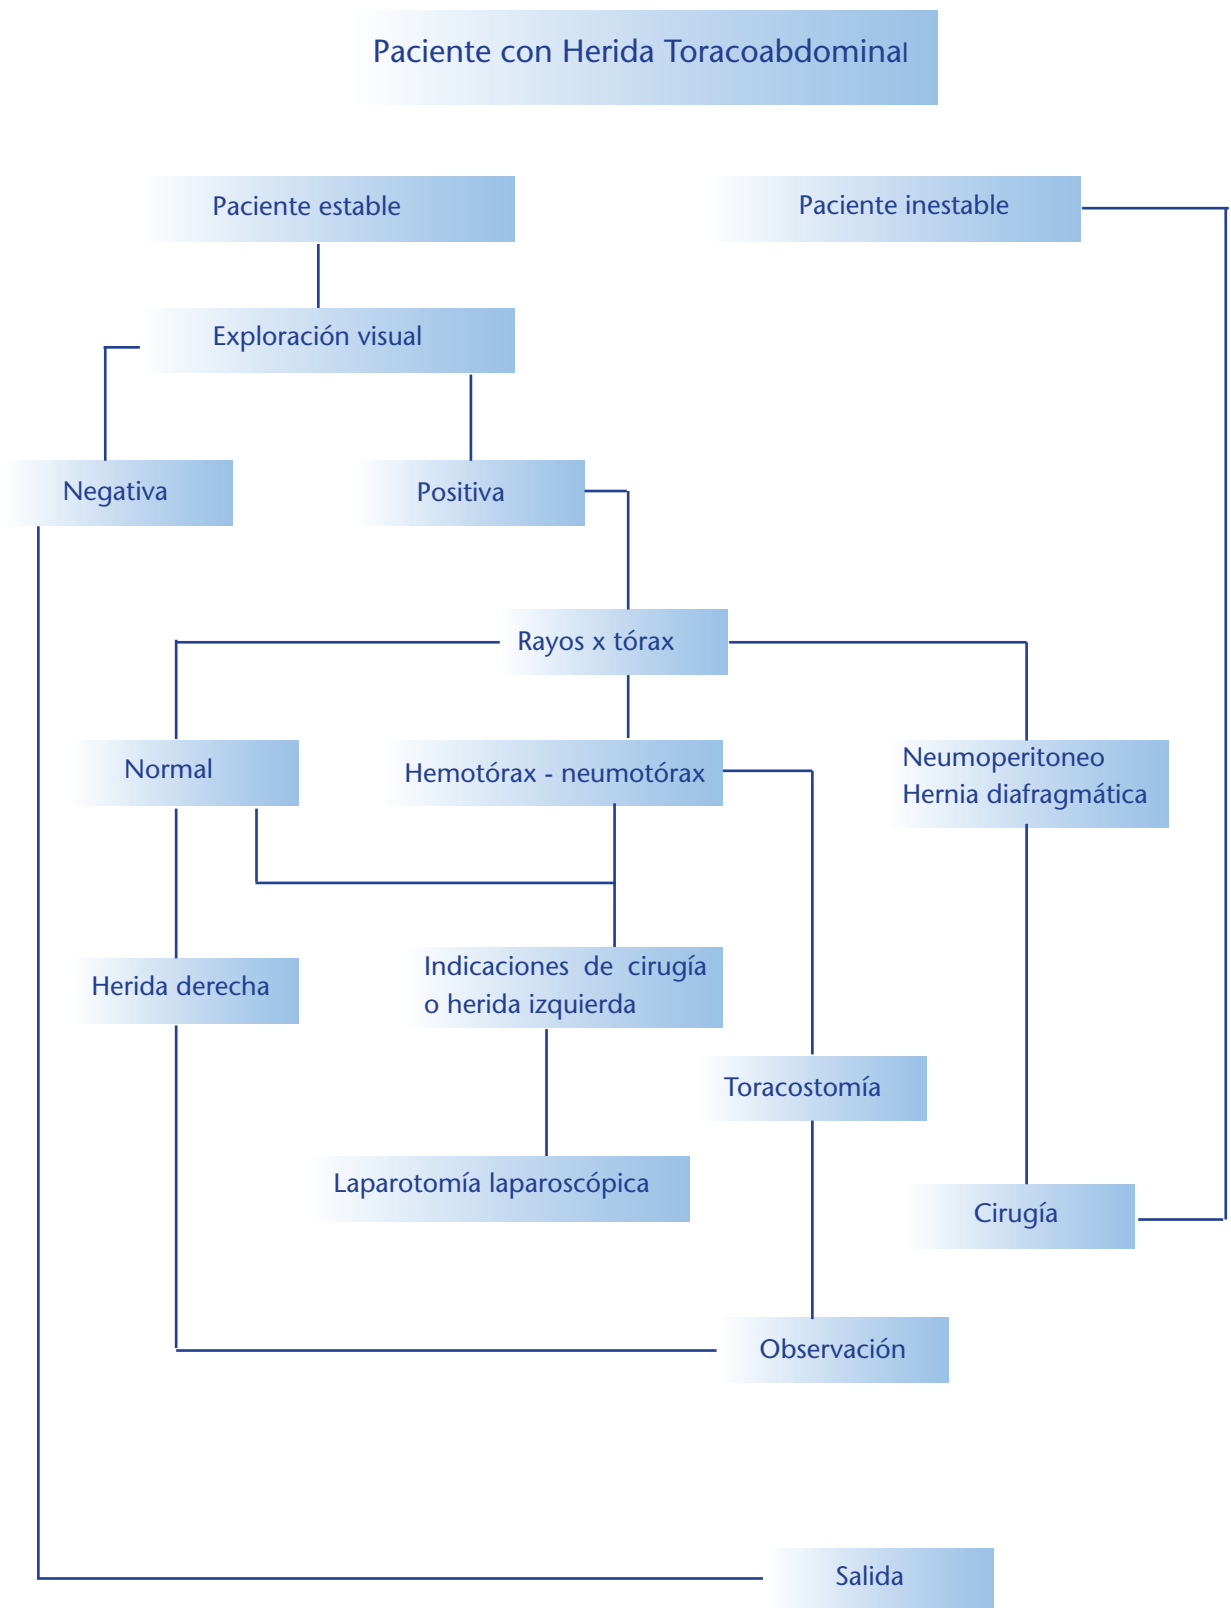 Paciente con Herida Toracoabdominal
Paciente estable
Paciente inestable
Exploración visual
Negativa
Positiva
Rayos x tórax
Normal
Hemotórax - neumotórax
Neumoperitoneo
Hernia diafragmática
Herida derecha
Indicaciones de cirugía
o herida izquierda
Toracostomía
Laparotomía laparoscópica
Cirugía
Observación
Salida